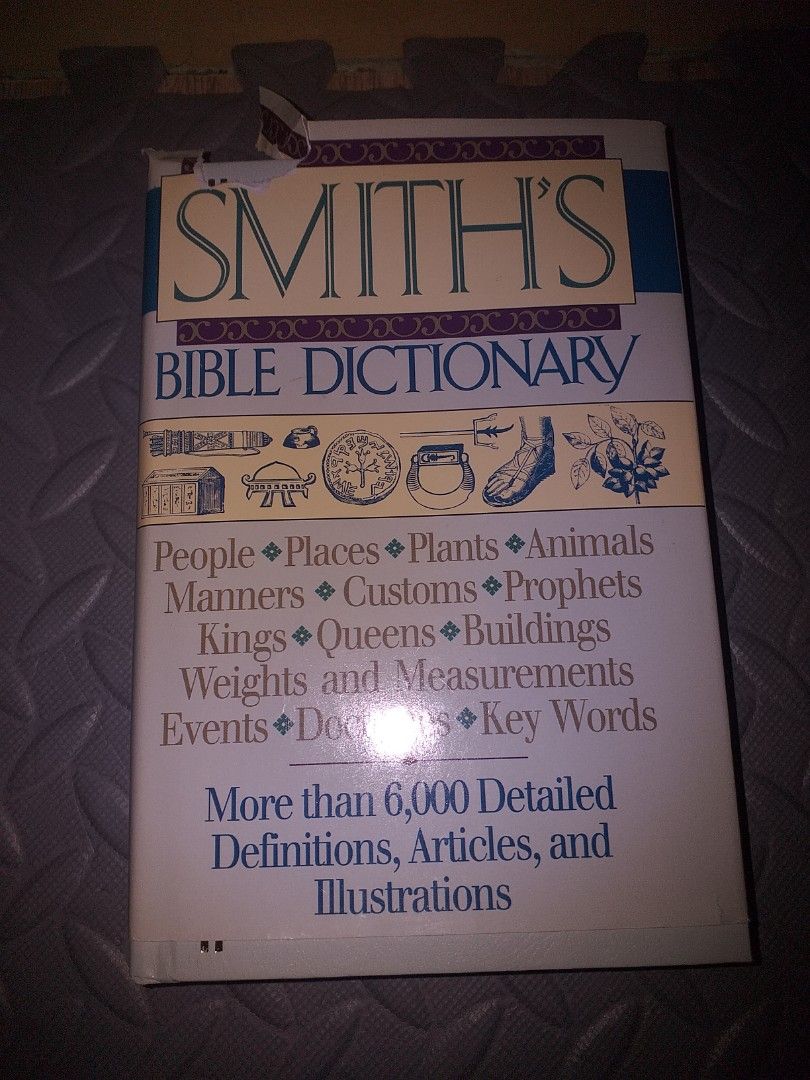 SMITH'S
BIBLE DICTIONARY
People ❖ Places ❖ Plants ❖ Animals
Manners ❖ Customs ❖ Prophets
Kings ❖ Queens ❖ Buildings
Weights and Measurements
Events ❖ ❖ Key Words
More than 6,000 Detailed
Definitions, Articles, and
Illustrations